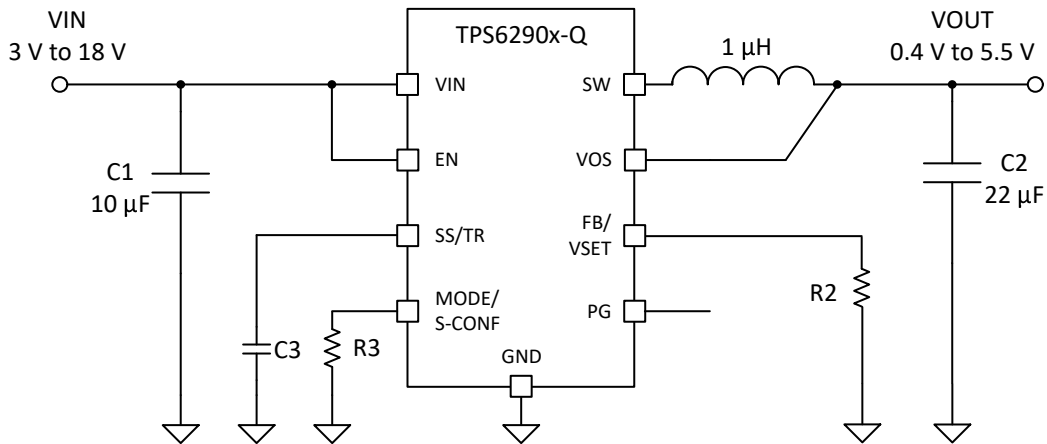 VIN
3 V to 18 V
TPS6290x-Q
1 µH
VOUT
0.4 V to 5.5 V
VIN
SW
EN
VOS
C1
10 µF
C2
22 µF
SS/TR
FB/
VSET
MODE/
S-CONF
PG
R2
C3
R3
GND